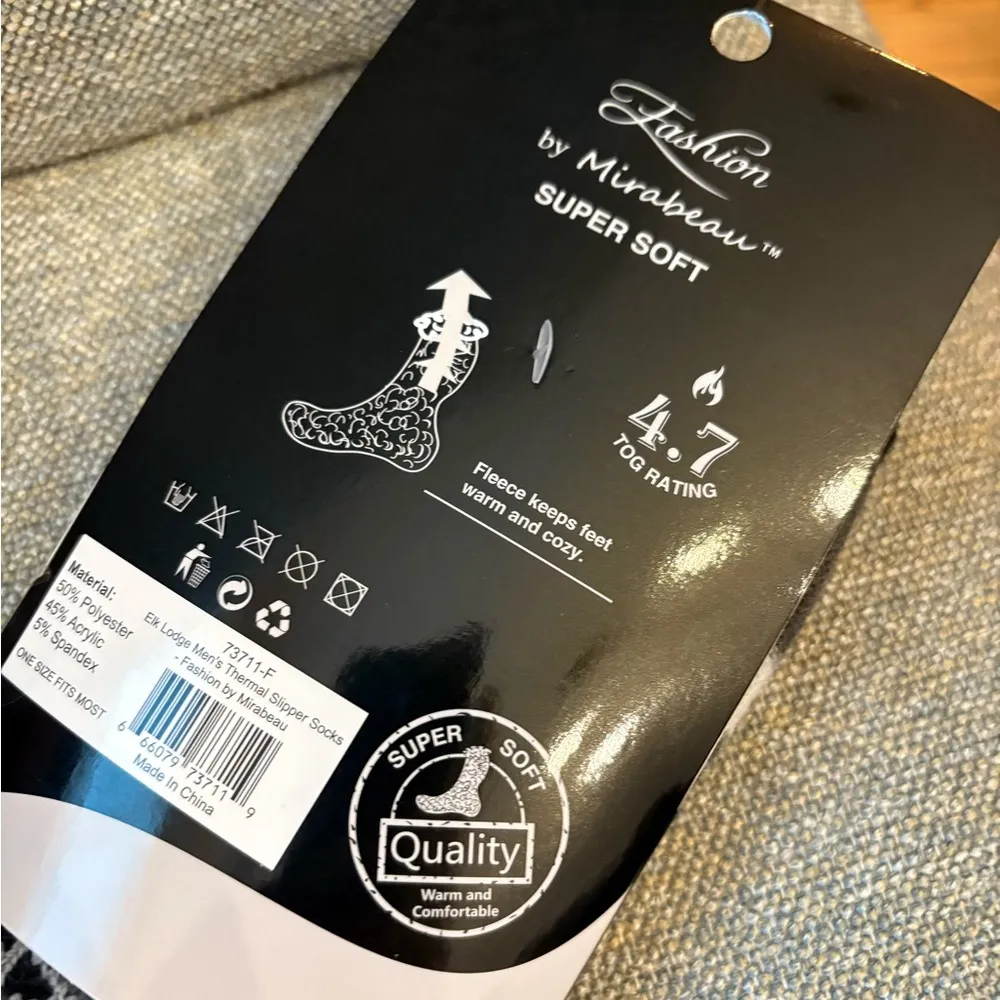 Fashion
by Mirabeau™
SUPER SOFT
4.7
TOG RATING
Fleece keeps feet
warm and cozy.
Material:
50% Polyester
45% Acrylic
5% Spandex
ONE SIZE FITS MOST
73711-F
Elk Lodge Men's Thermal Slipper Socks
- Fashion by Mirabeau
6 66079 73711 9
Made In China
SUPER SOFT
Quality
Warm and
Comfortable